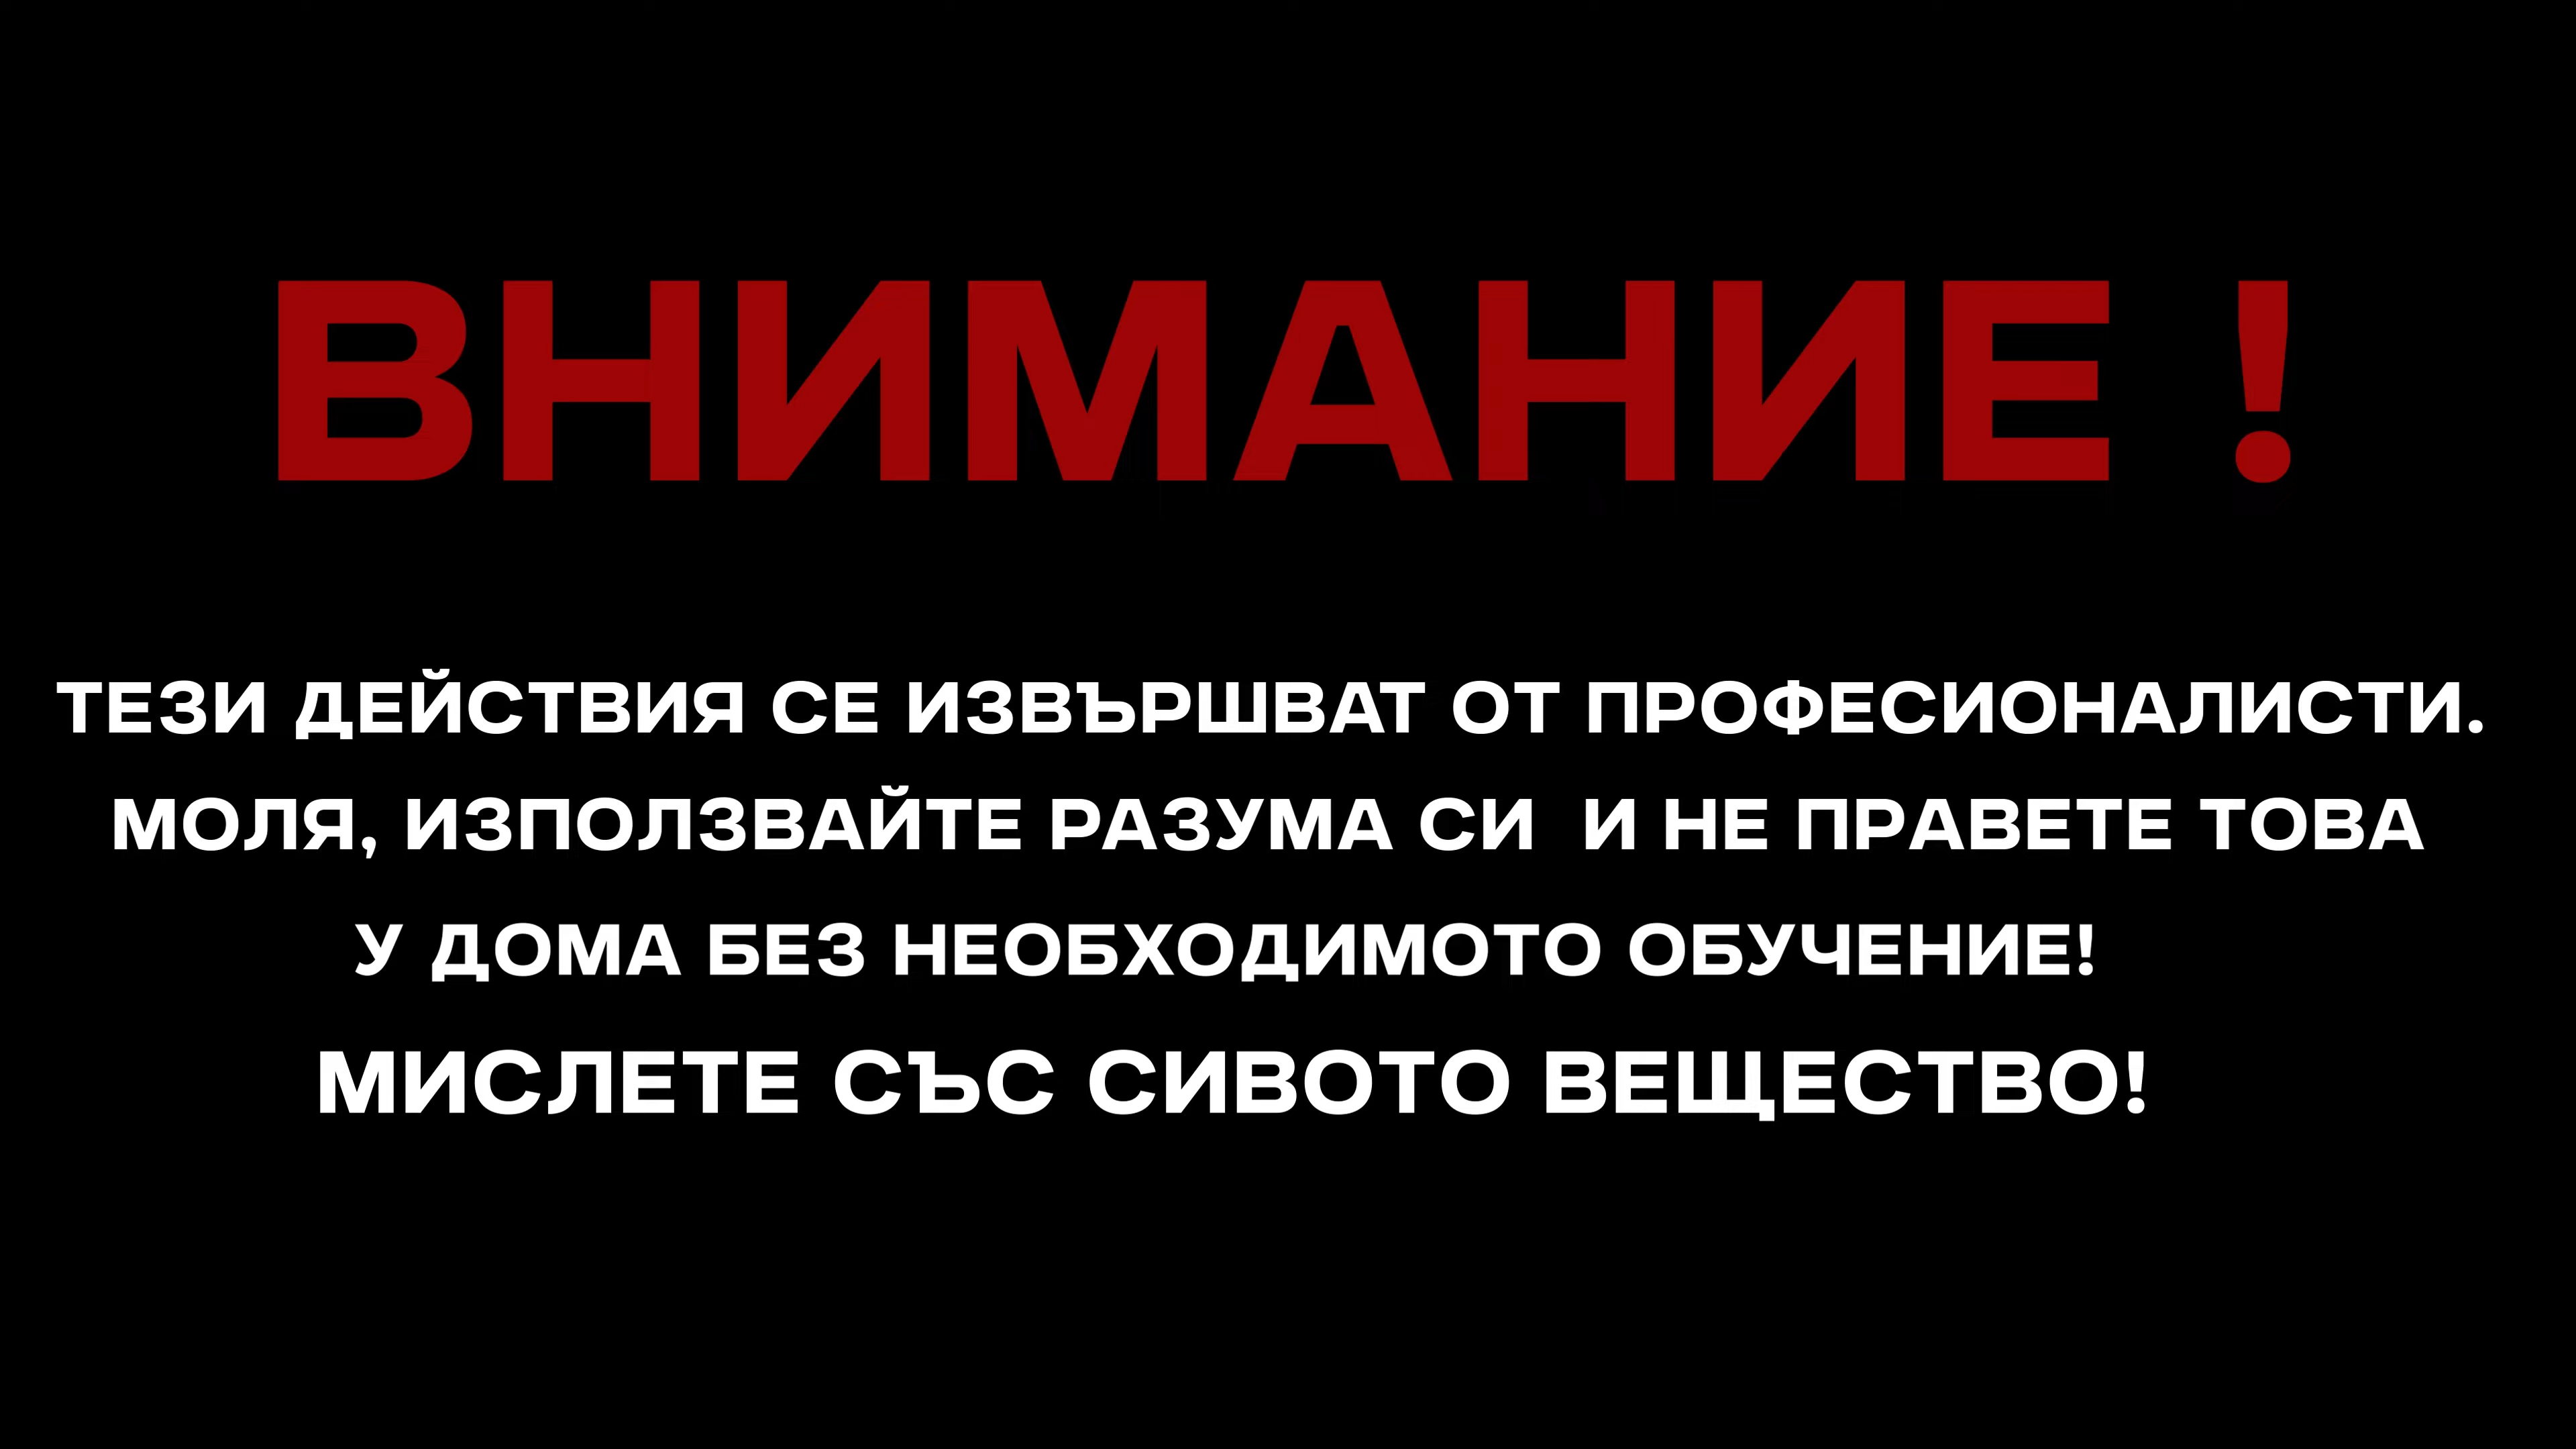 ВНИМАНИЕ !
ТЕЗИ ДЕЙСТВИЯ СЕ ИЗВЪРШВАТ ОТ ПРОФЕСИОНАЛИСТИ.
МОЛЯ, ИЗПОЛЗВАЙТЕ РАЗУМА СИ  И НЕ ПРАВЕТЕ ТОВА
У ДОМА БЕЗ НЕОБХОДИМОТО ОБУЧЕНИЕ!
МИСЛЕТЕ СЪС СИВОТО ВЕЩЕСТВО!